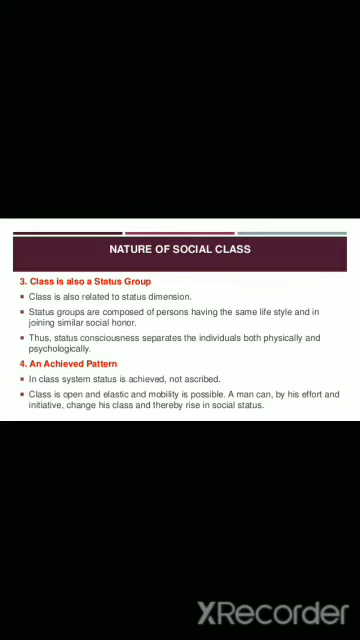 NATURE OF SOCIAL CLASS
3. Class is also a Status Group
▪ Class is also related to status dimension.
▪ Status groups are composed of persons having the same life style and in
joining similar social honor.
▪ Thus, status consciousness separates the individuals both physically and
psychologically.
4. An Achieved Pattern
▪ In class system status is achieved, not ascribed.
▪ Class is open and elastic and mobility is possible. A man can, by his effort and
initiative, change his class and thereby rise in social status.
XRecorder